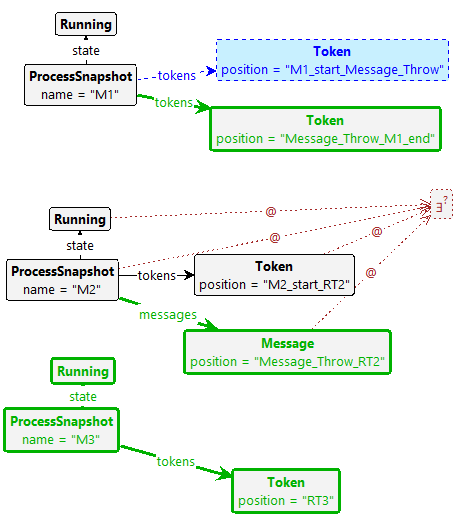 Running
state
ProcessSnapshot
name = "M1"
tokens
Token
position = "M1_start_Message_Throw"
tokens
Token
position = "Message_Throw_M1_end"
∃?
Running
@
@
@
state
ProcessSnapshot
name = "M2"
tokens
Token
position = "M2_start_RT2"
@
messages
Message
position = "Message_Throw_RT2"
Running
state
ProcessSnapshot
name = "M3"
tokens
Token
position = "RT3"